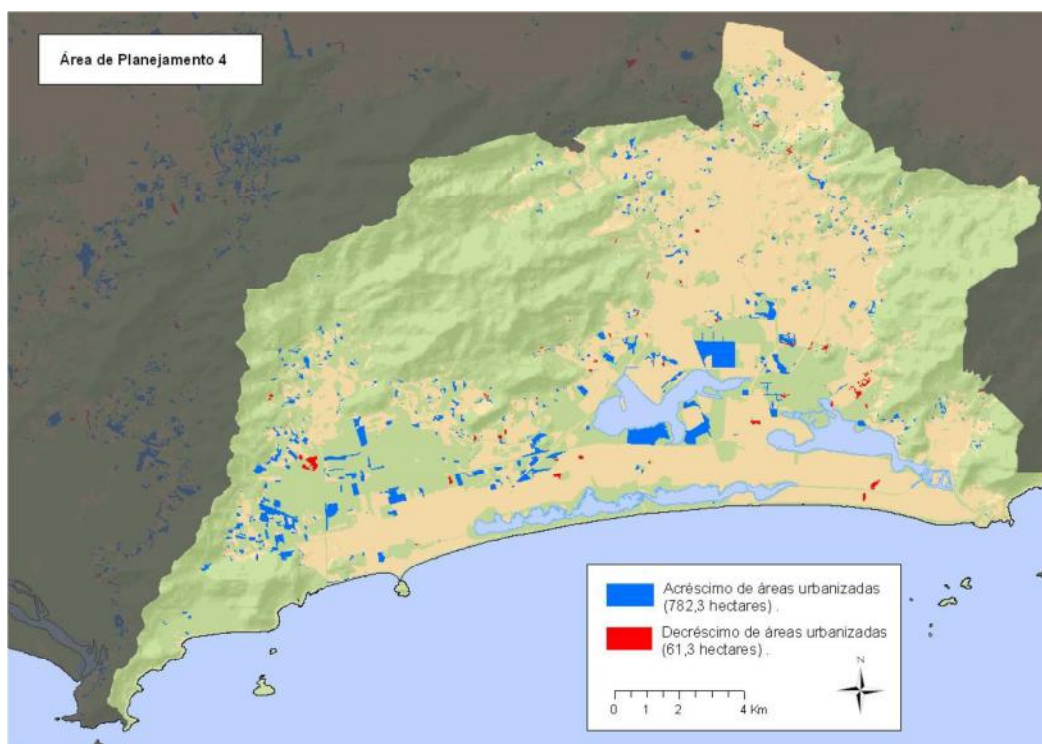 Área de Planejamento 4
Acréscimo de áreas urbanizadas
(782,3 hectares) .
Decréscimo de áreas urbanizadas
(61,3 hectares) .
N
0 1 2 4 Km